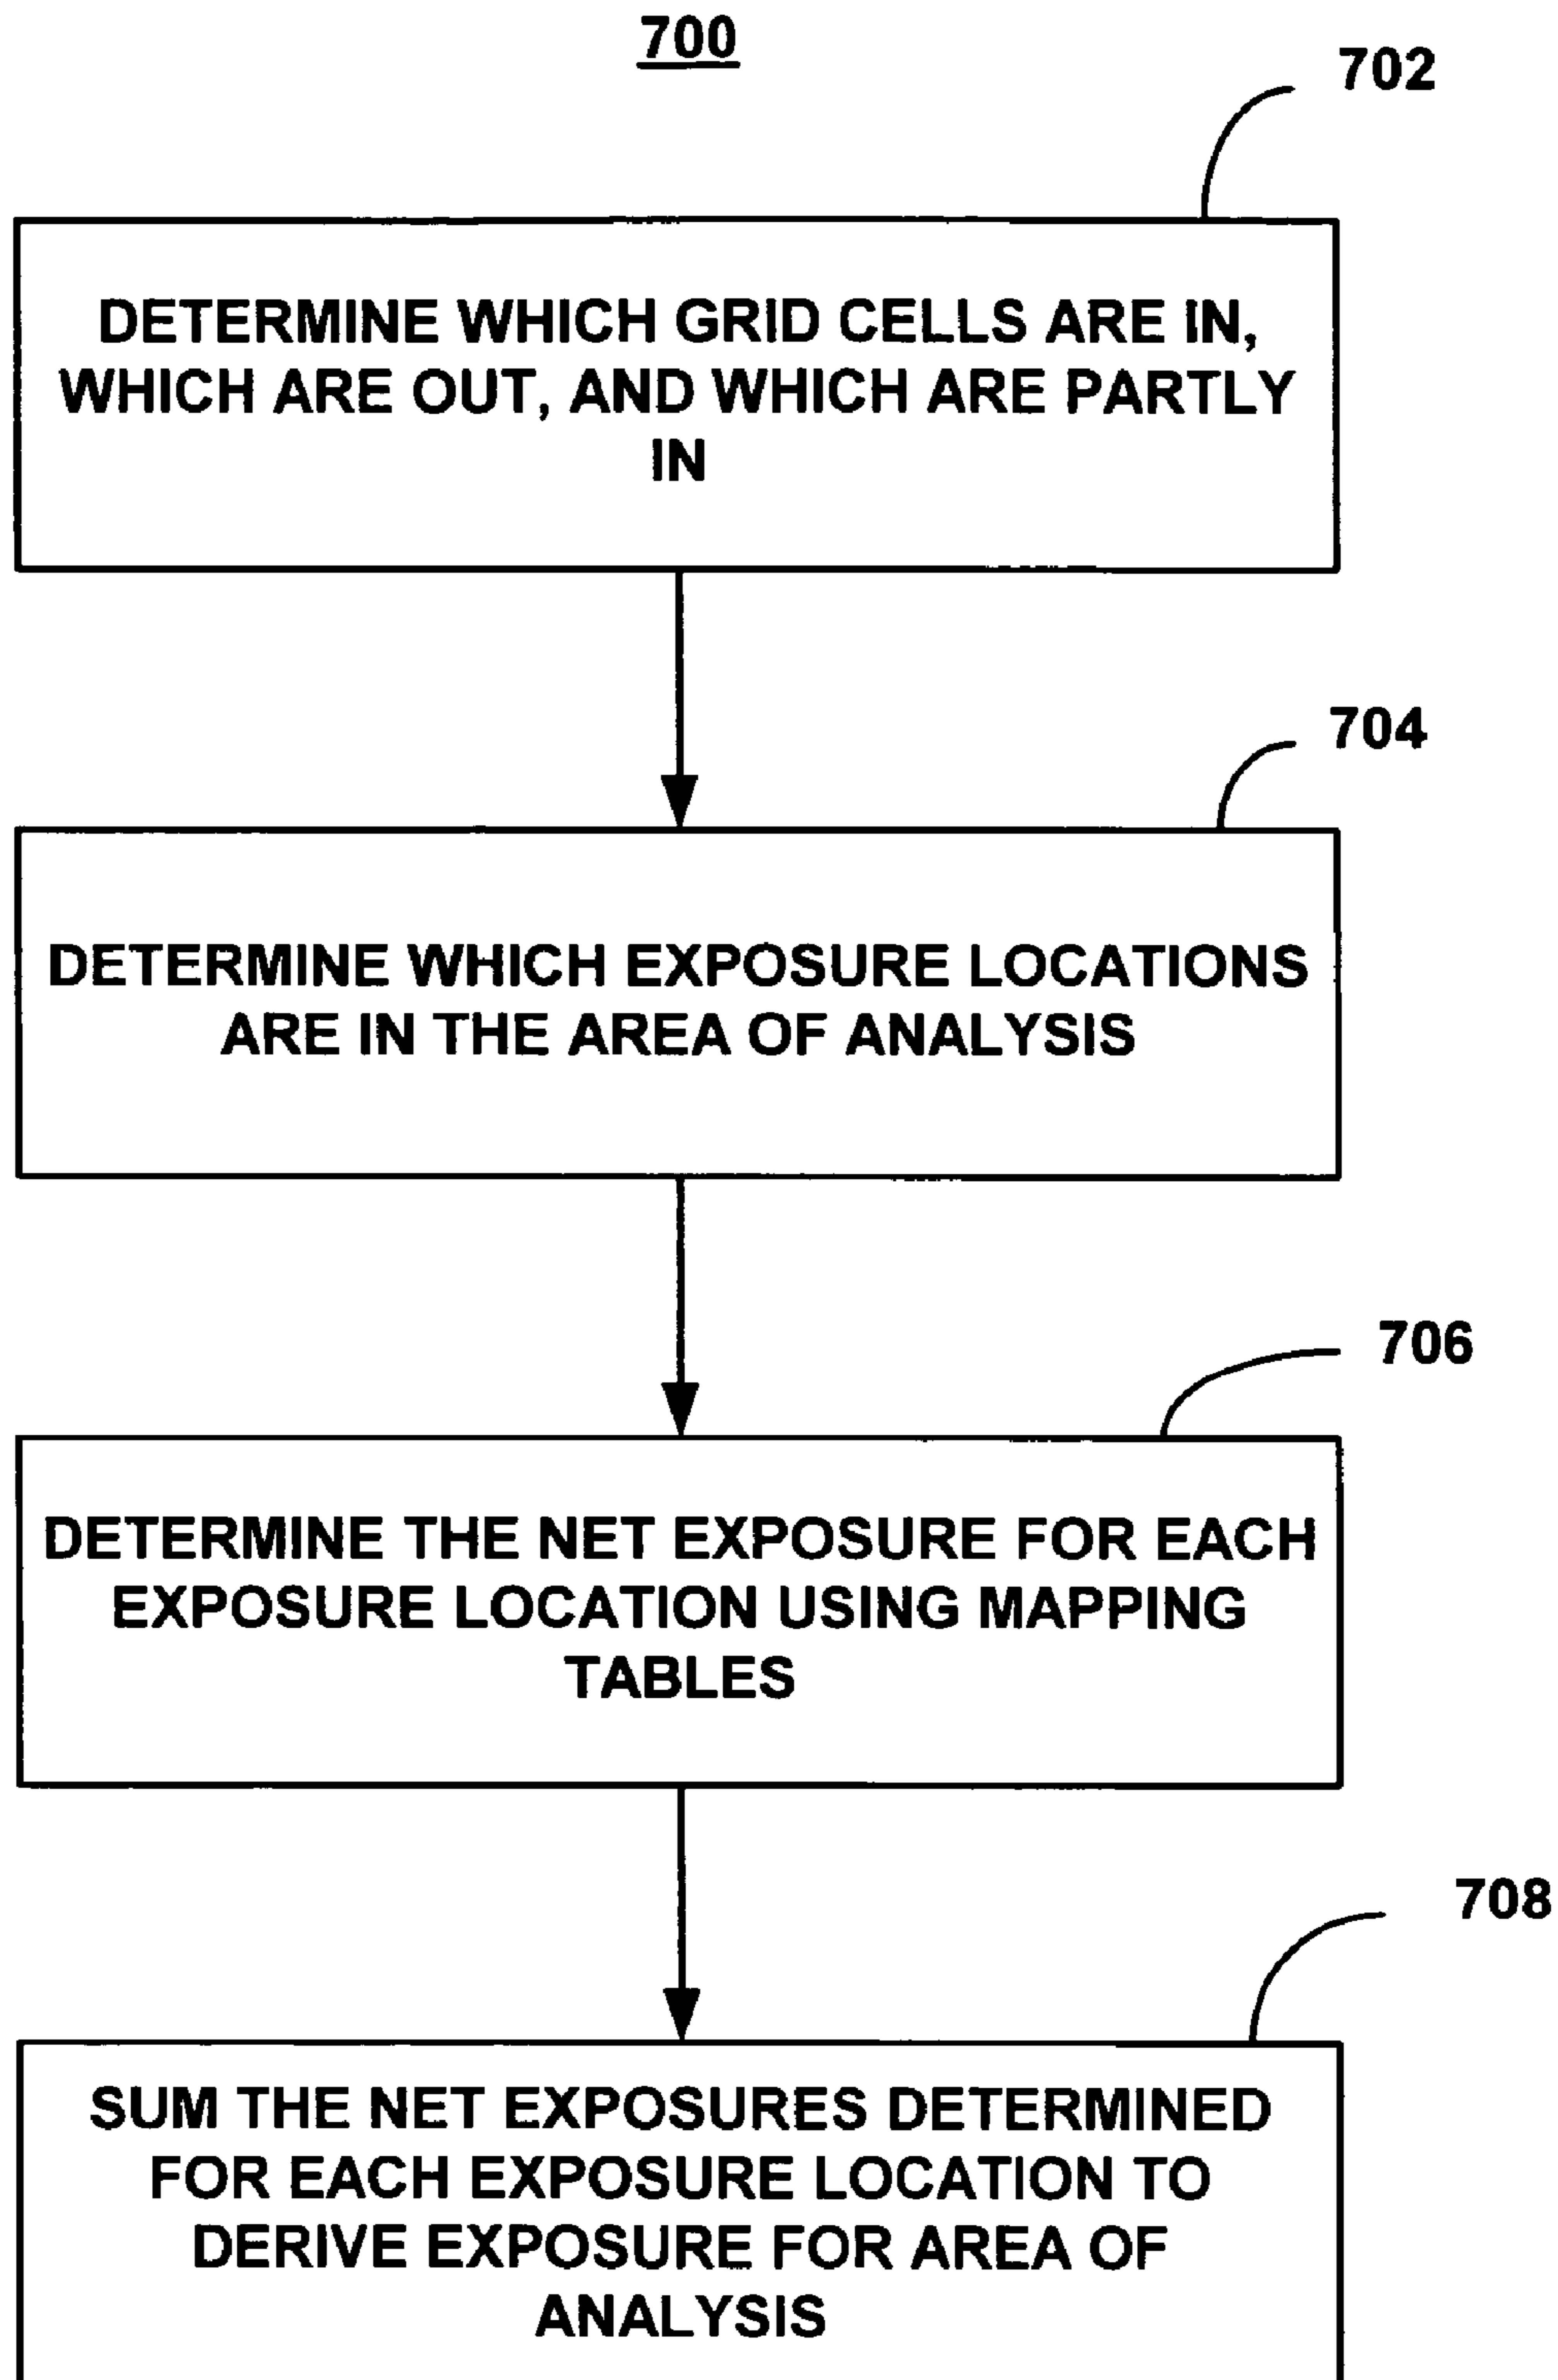 700
702
DETERMINE WHICH GRID CELLS ARE IN,
WHICH ARE OUT, AND WHICH ARE PARTLY
IN
704
DETERMINE WHICH EXPOSURE LOCATIONS
ARE IN THE AREA OF ANALYSIS
706
DETERMINE THE NET EXPOSURE FOR EACH
EXPOSURE LOCATION USING MAPPING
TABLES
708
SUM THE NET EXPOSURES DETERMINED
FOR EACH EXPOSURE LOCATION TO
DERIVE EXPOSURE FOR AREA OF
ANALYSIS